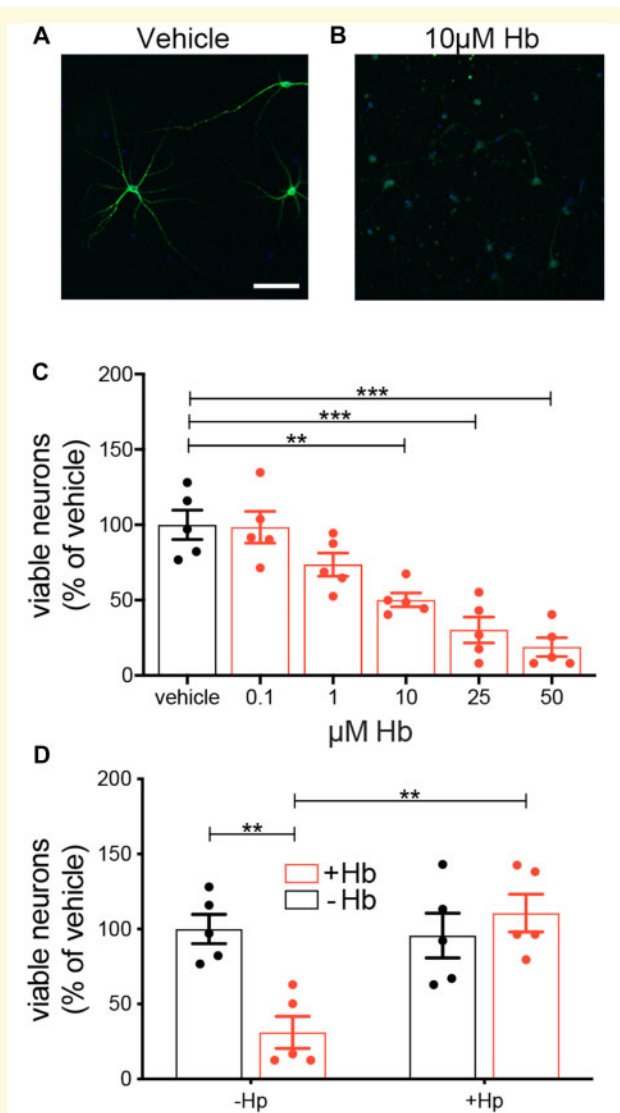 A Vehicle
B 10µM Hb
C
200
150
100
50
0
viable neurons
(% of vehicle)
***
***
**
vehicle 0.1 1 10 25 50
µM Hb
D
200
150
100
50
0
viable neurons
(% of vehicle)
**
**
+Hb
-Hb
-Hp +Hp